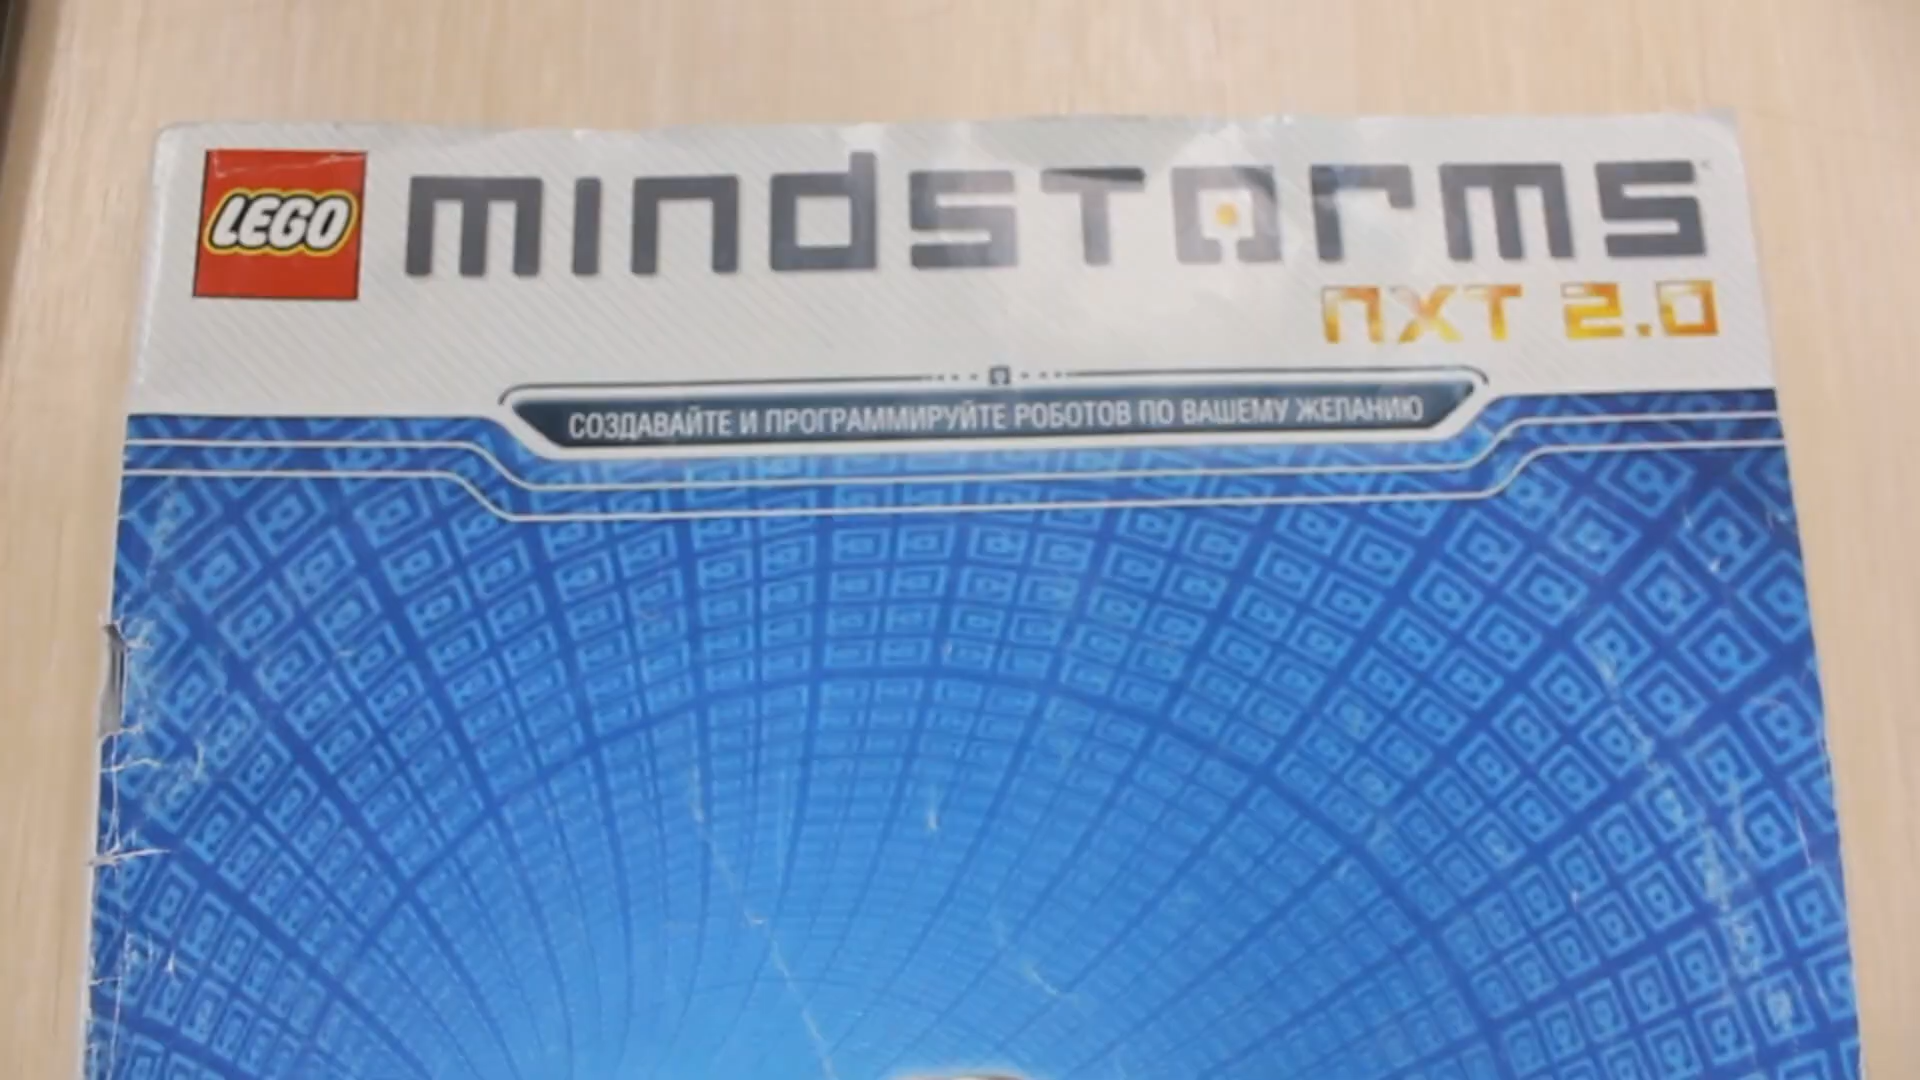 LEGO mindstorms
NXT 2.0
СОЗДАВАЙТЕ И ПРОГРАММИРУЙТЕ РОБОТОВ ПО ВАШЕМУ ЖЕЛАНИЮ